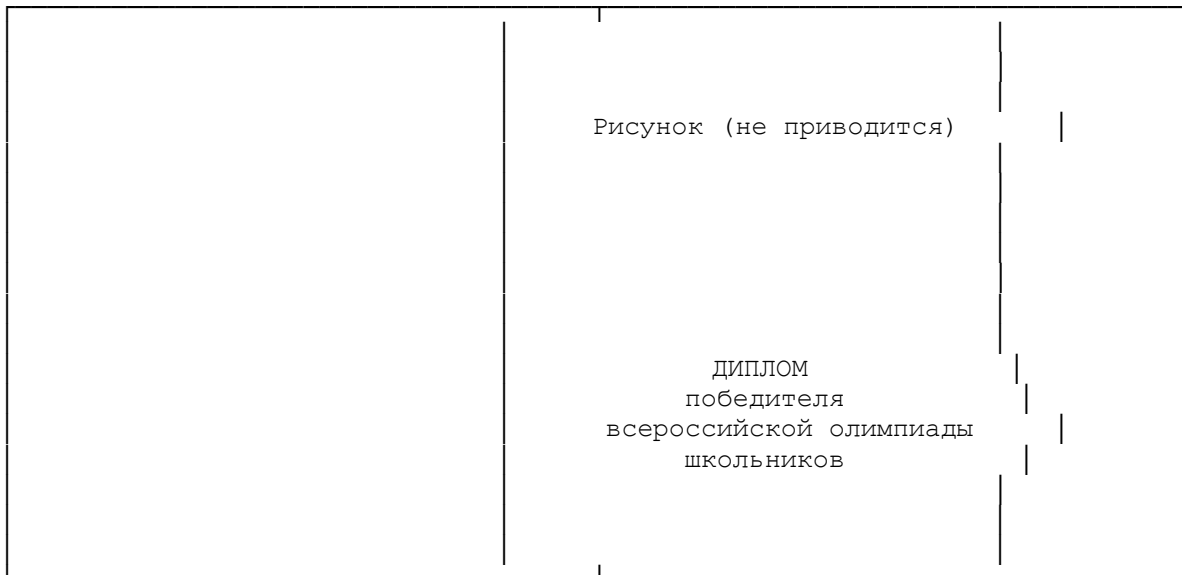 Рисунок (не приводится)
ДИПЛОМ
победителя
всероссийской олимпиады
школьников